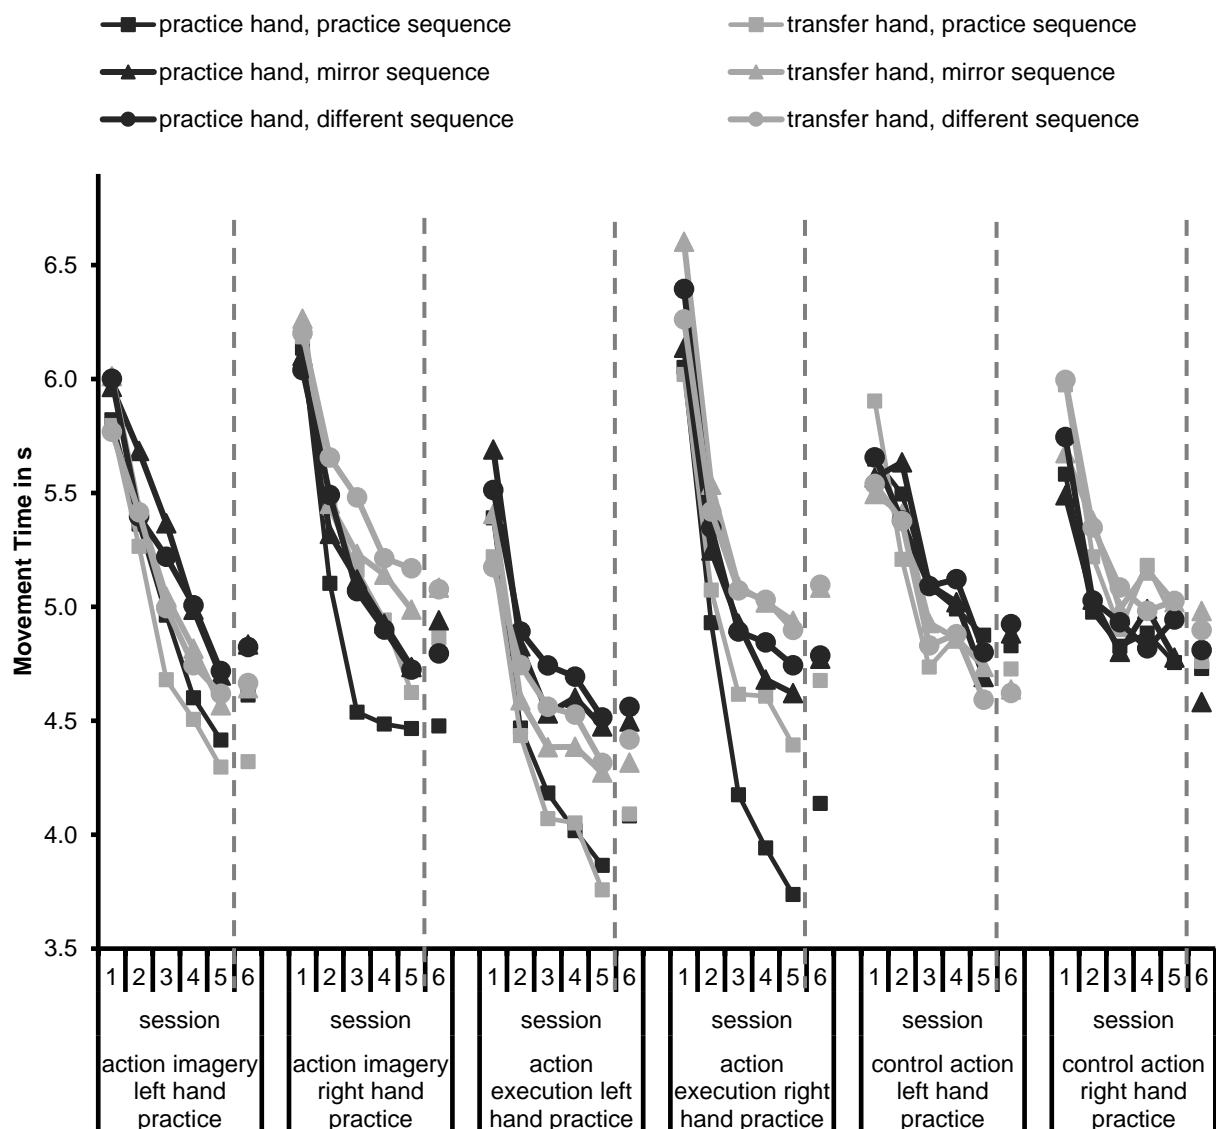 practice hand, practice sequence
transfer hand, practice sequence
practice hand, mirror sequence
transfer hand, mirror sequence
practice hand, different sequence
transfer hand, different sequence
Movement Time in s
6.5
6.0
5.5
5.0
4.5
4.0
3.5
1 2 3 4 5 6 1 2 3 4 5 6 1 2 3 4 5 6 1 2 3 4 5 6 1 2 3 4 5 6 1 2 3 4 5 6
session session session session session session
action imagery
left hand
practice
action imagery
right hand
practice
action
execution left
hand practice
action
execution right
hand practice
control action
left hand
practice
control action
right hand
practice